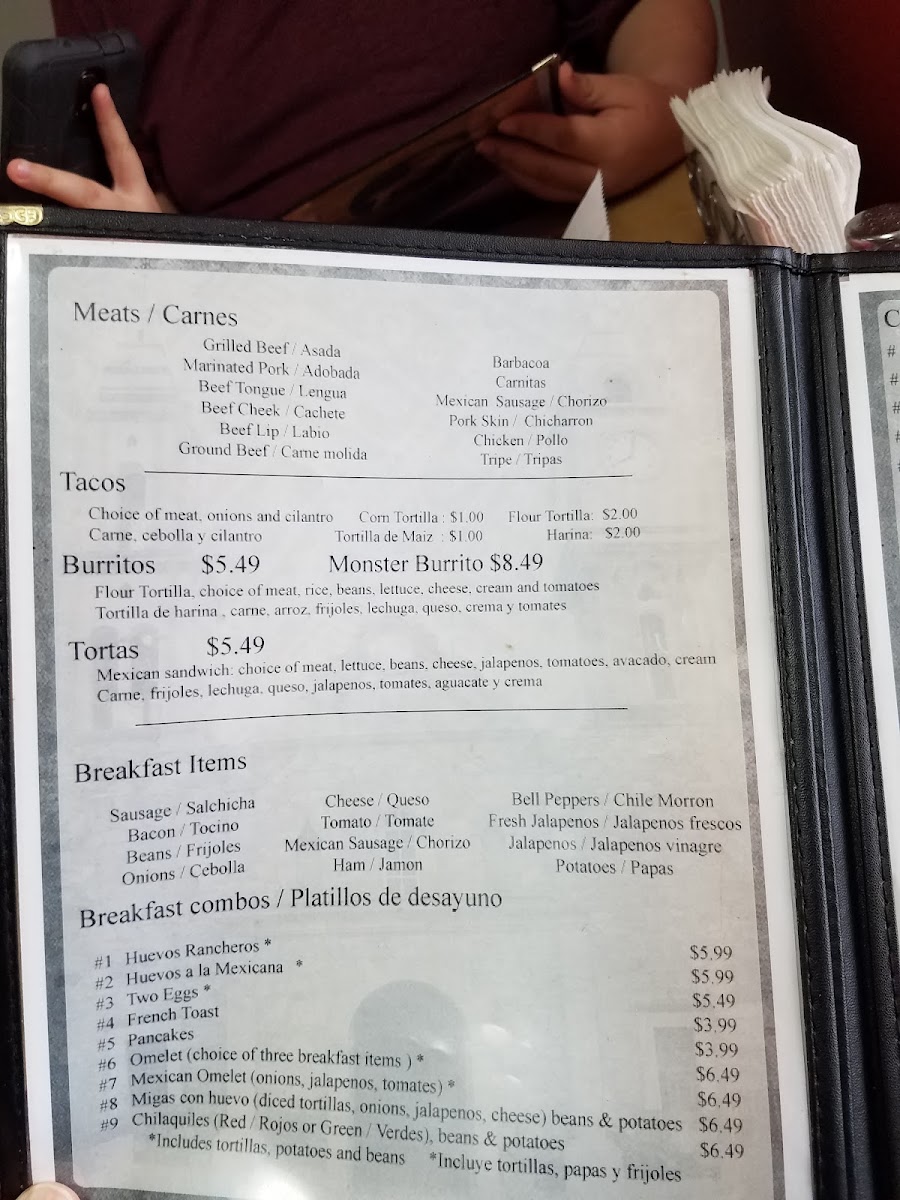 Meats / Carnes
Grilled Beef / Asada
Marinated Pork / Adobada
Beef Tongue / Lengua
Beef Cheek / Cachete
Beef Lip / Labio
Ground Beef / Carne molida
Barbacoa
Carnitas
Mexican Sausage / Chorizo
Pork Skin / Chicharron
Chicken / Pollo
Tripe / Tripas
Tacos
Choice of meat, onions and cilantro Corn Tortilla : $1.00 Flour Tortilla: $2.00
Carne, cebolla y cilantro Tortilla de Maiz : $1.00 Harina: $2.00
Burritos $5.49 Monster Burrito $8.49
Flour Tortilla, choice of meat, rice, beans, lettuce, cheese, cream and tomatoes
Tortilla de harina , carne, arroz, frijoles, lechuga, queso, crema y tomates
Tortas $5.49
Mexican sandwich: choice of meat, lettuce, beans, cheese, jalapenos, tomatoes, avacado, cream
Carne, frijoles, lechuga, queso, jalapenos, tomates, aguacate y crema
Breakfast Items
Sausage / Salchicha
Bacon / Tocino
Beans / Frijoles
Onions / Cebolla
Cheese / Queso
Tomato / Tomate
Mexican Sausage / Chorizo
Ham / Jamon
Bell Peppers / Chile Morron
Fresh Jalapenos / Jalapenos frescos
Jalapenos / Jalapenos vinagre
Potatoes / Papas
Breakfast combos / Platillos de desayuno
#1 Huevos Rancheros * $5.99
#2 Huevos a la Mexicana * $5.99
#3 Two Eggs * $5.49
#4 French Toast $3.99
#5 Pancakes $3.99
#6 Omelet (choice of three breakfast items ) * $6.49
#7 Mexican Omelet (onions, jalapenos, tomates) * $6.49
#8 Migas con huevo (diced tortillas, onions, jalapenos, cheese) beans & potatoes $6.49
#9 Chilaquiles (Red / Rojos or Green / Verdes), beans & potatoes $6.49
*Includes tortillas, potatoes and beans *Incluye tortillas, papas y frijoles
C
#
#
#
#
#